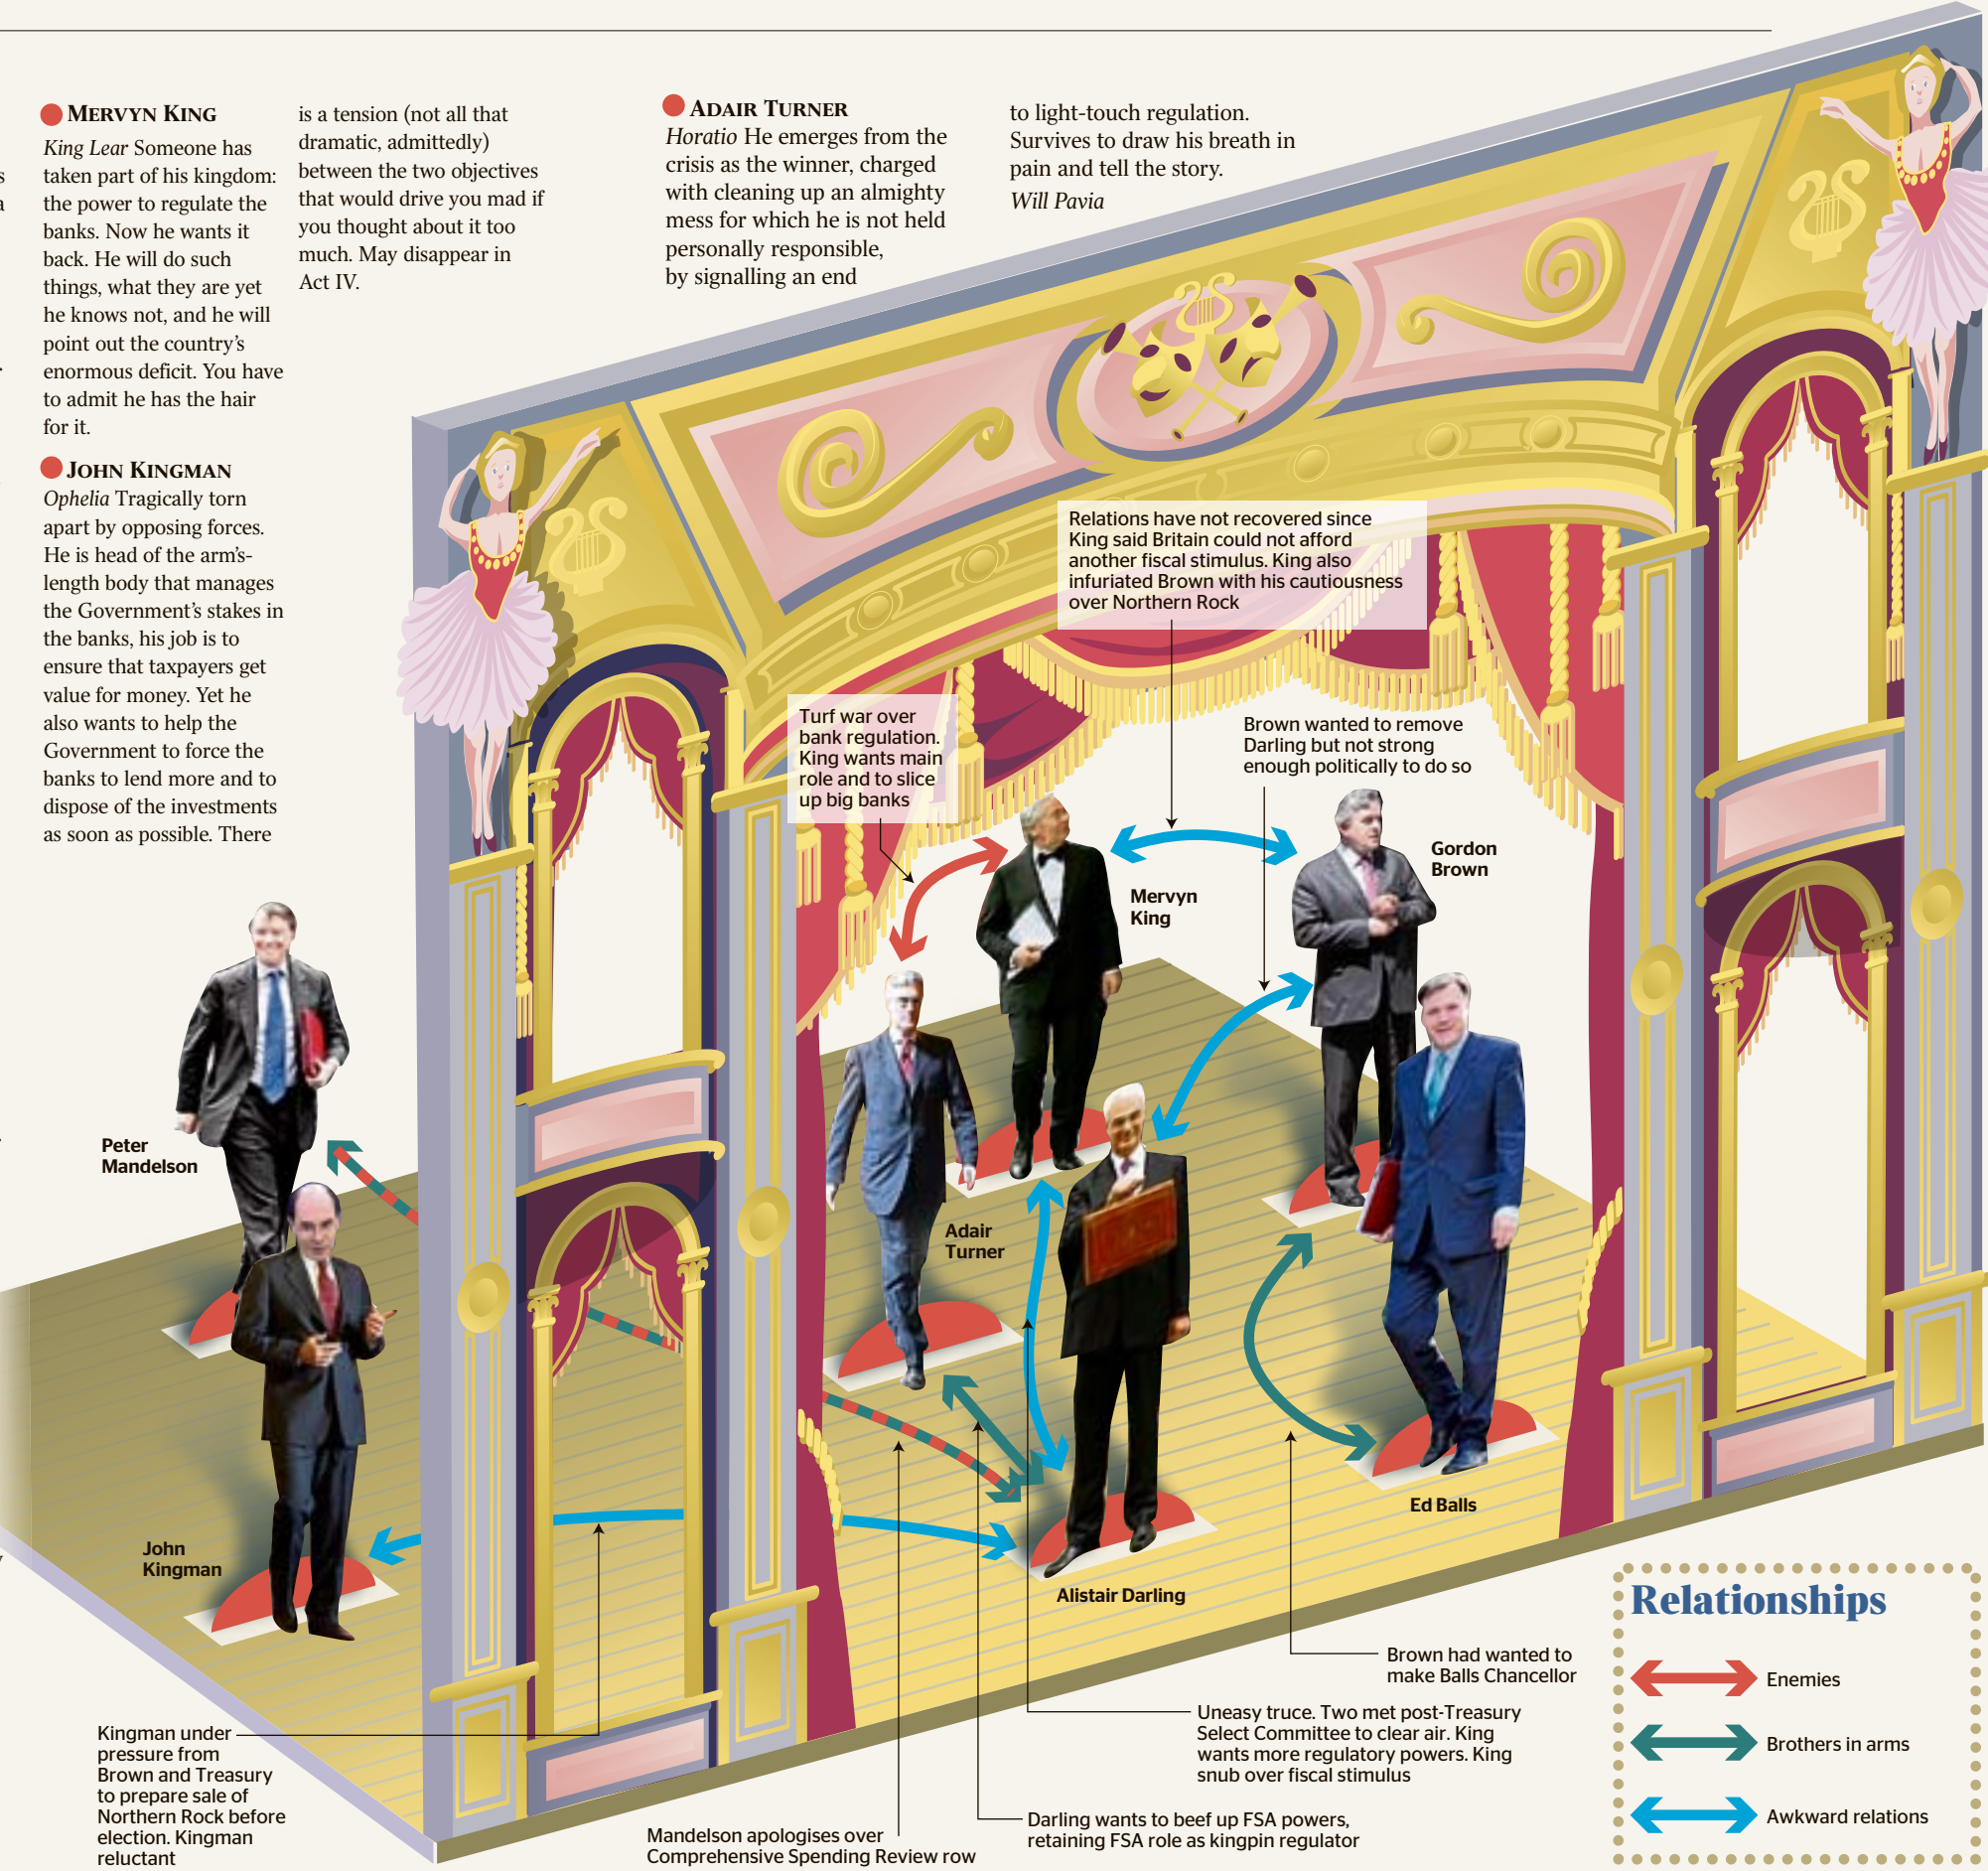 MERVYN KING
King Lear Someone has
taken part of his kingdom:
the power to regulate the
banks. Now he wants it
back. He will do such
things, what they are yet
he knows not, and he will
point out the country's
enormous deficit. You have
to admit he has the hair
for it.
JOHN KINGMAN
Ophelia Tragically torn
apart by opposing forces.
He is head of the arm's-
length body that manages
the Government's stakes in
the banks, his job is to
ensure that taxpayers get
value for money. Yet he
also wants to help the
Government to force the
banks to lend more and to
dispose of the investments
as soon as possible. There
is a tension (not all that
dramatic, admittedly)
between the two objectives
that would drive you mad if
you thought about it too
much. May disappear in
Act IV.
ADAIR TURNER
Horatio He emerges from the
crisis as the winner, charged
with cleaning up an almighty
mess for which he is not held
personally responsible,
by signalling an end
to light-touch regulation.
Survives to draw his breath in
pain and tell the story.
Will Pavia
Relations have not recovered since
King said Britain could not afford
another fiscal stimulus. King also
infuriated Brown with his cautiousness
over Northern Rock
Turf war over
bank regulation.
King wants main
role and to slice
up big banks
Brown wanted to remove
Darling but not strong
enough politically to do so
Gordon
Brown
Mervyn
King
Peter
Mandelson
Adair
Turner
Ed Balls
John
Kingman
Alistair Darling
Brown had wanted to
make Balls Chancellor
Uneasy truce. Two met post-Treasury
Select Committee to clear air. King
wants more regulatory powers. King
snub over fiscal stimulus
Kingman under
pressure from
Brown and Treasury
to prepare sale of
Northern Rock before
election. Kingman
reluctant
Darling wants to beef up FSA powers,
retaining FSA role as kingpin regulator
Mandelson apologises over
Comprehensive Spending Review row
Relationships
Enemies
Brothers in arms
Awkward relations